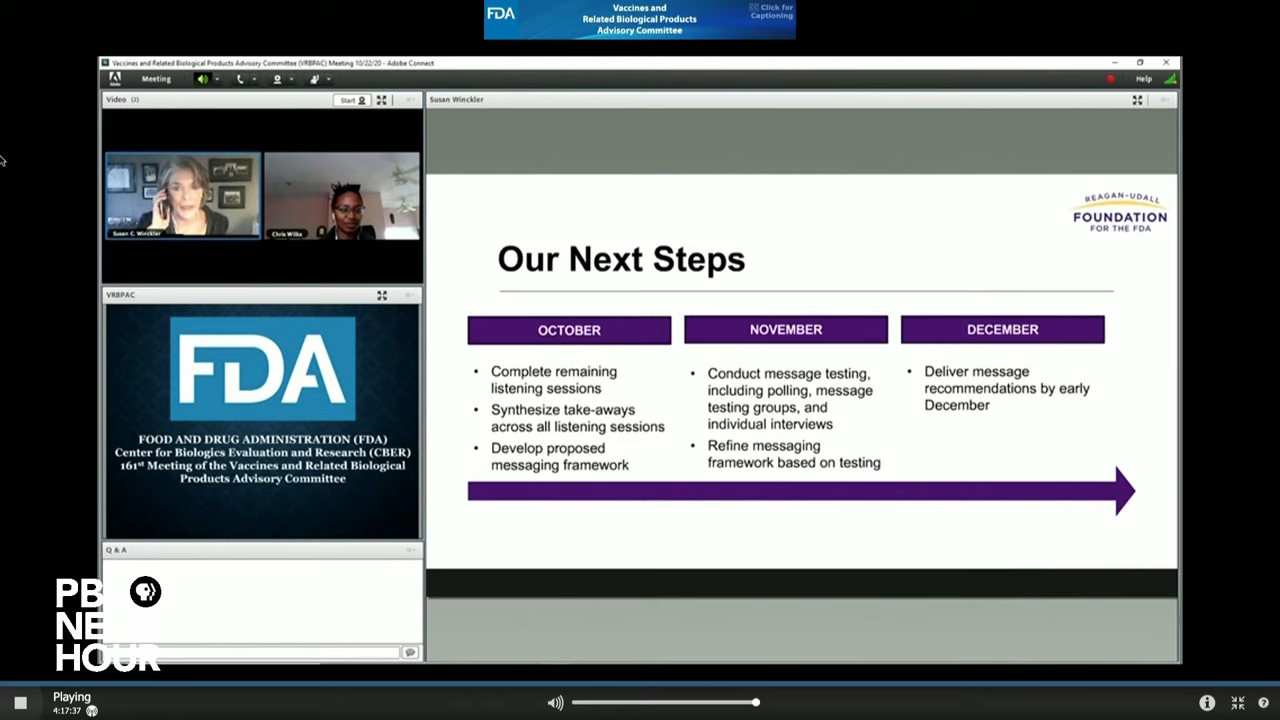 FDA
Vaccines and
Related Biological Products
Advisory Committee
Click for
Captioning
Vaccines and Related Biological Products Advisory Committee (VRBPAC) Meeting 10/22/20 - Adobe Connect
Meeting
Help
Video (2)
Start
Susan Winckler
Susan C. Winckler
Chris Wilks
REAGAN-UDALL
FOUNDATION
FOR THE FDA
Our Next Steps
OCTOBER
• Complete remaining
listening sessions
• Synthesize take-aways
across all listening sessions
• Develop proposed
messaging framework
NOVEMBER
• Conduct message testing,
including polling, message
testing groups, and
individual interviews
• Refine messaging
framework based on testing
DECEMBER
• Deliver message
recommendations by early
December
VRBPAC
FDA
FOOD AND DRUG ADMINISTRATION (FDA)
Center for Biologics Evaluation and Research (CBER)
161st Meeting of the Vaccines and Related Biological
Products Advisory Committee
Q & A
PBS
NEWS
HOUR
Playing
4:17:37